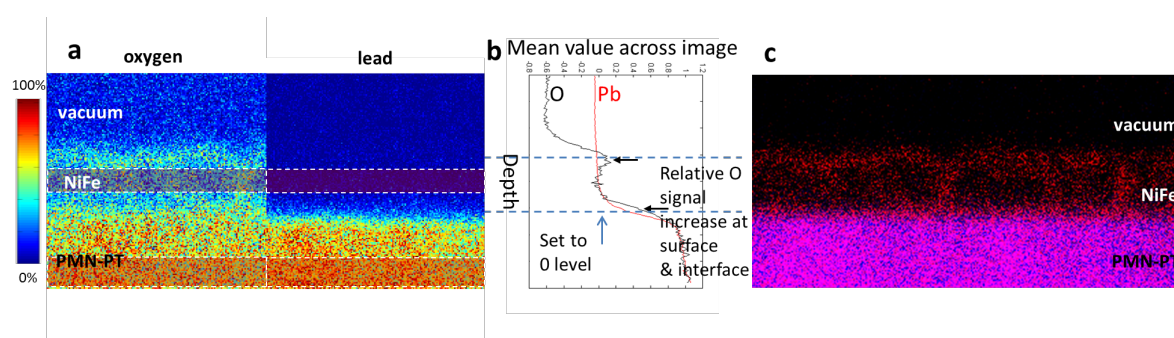 a
oxygen
lead
100%
0%
vacuum
NiFe
PMN-PT
b
Mean value across image
-0.8 -0.6 -0.4 -0.2 0 0.2 0.4 0.6 0.8 1 1.2
O
Pb
Depth
Relative O
signal
increase at
surface
& interface
Set to
0 level
c
vacuum
NiFe
PMN-PT